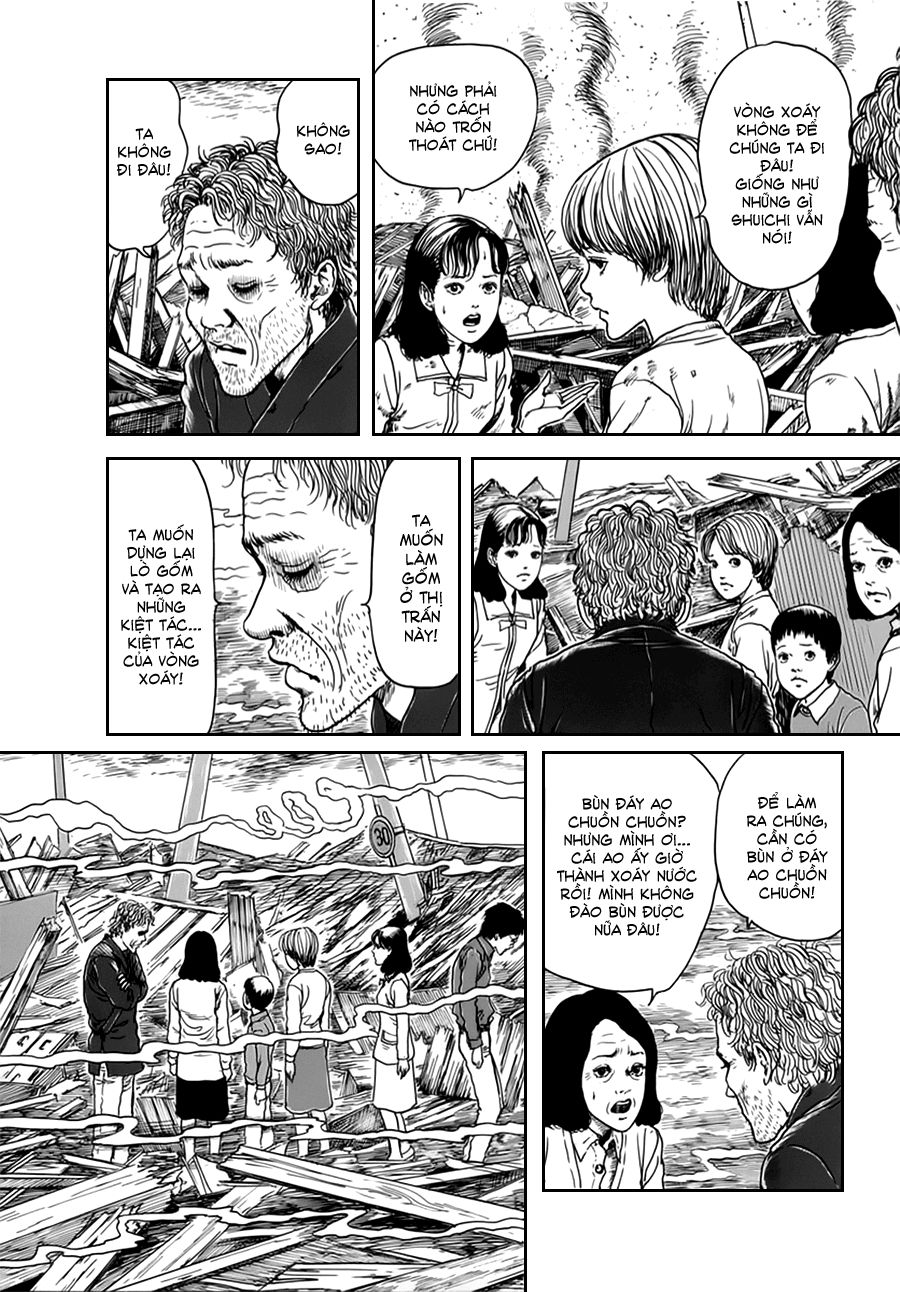 VÒNG XOÁY
KHÔNG ĐỂ
CHÚNG TA ĐI
ĐÂU!
GIỐNG NHƯ
NHỮNG GÌ
SHUICHI VẪN
NÓI!
NHƯNG PHẢI
CÓ CÁCH
NÀO TRỐN
THOÁT CHỨ!
KHÔNG
SAO!
TA
KHÔNG
ĐI ĐÂU!
TA
MUỐN
LÀM
GỐM
Ở THỊ
TRẤN
NÀY!
TA MUỐN
DỰNG LẠI
LÒ GỐM
VÀ TẠO RA
NHỮNG
KIỆT TÁC...
KIỆT TÁC
CỦA VÒNG
XOÁY!
ĐỂ LÀM
RA CHÚNG,
CẦN CÓ
BÙN Ở ĐÁY
AO CHUỒN
CHUỒN!
BÙN ĐÁY AO
CHUỒN CHUỒN?
NHƯNG MÌNH ƠI...
CÁI AO ẤY GIỜ
THÀNH XOÁY NƯỚC
RỒI! MÌNH KHÔNG
ĐÀO BÙN ĐƯỢC
NỮA ĐÂU!
30